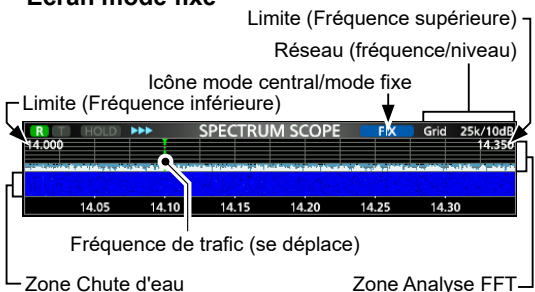 Écran mode fixe
Limite (Fréquence supérieure)
Réseau (fréquence/niveau)
Icône mode central/mode fixe
Limite (Fréquence inférieure)
R T HOLD SPECTRUM SCOPE FIX Grid 25k/10dB
14.000 14.350
14.05 14.10 14.15 14.20 14.25 14.30
Fréquence de trafic (se déplace)
Zone Chute d'eau Zone Analyse FFT